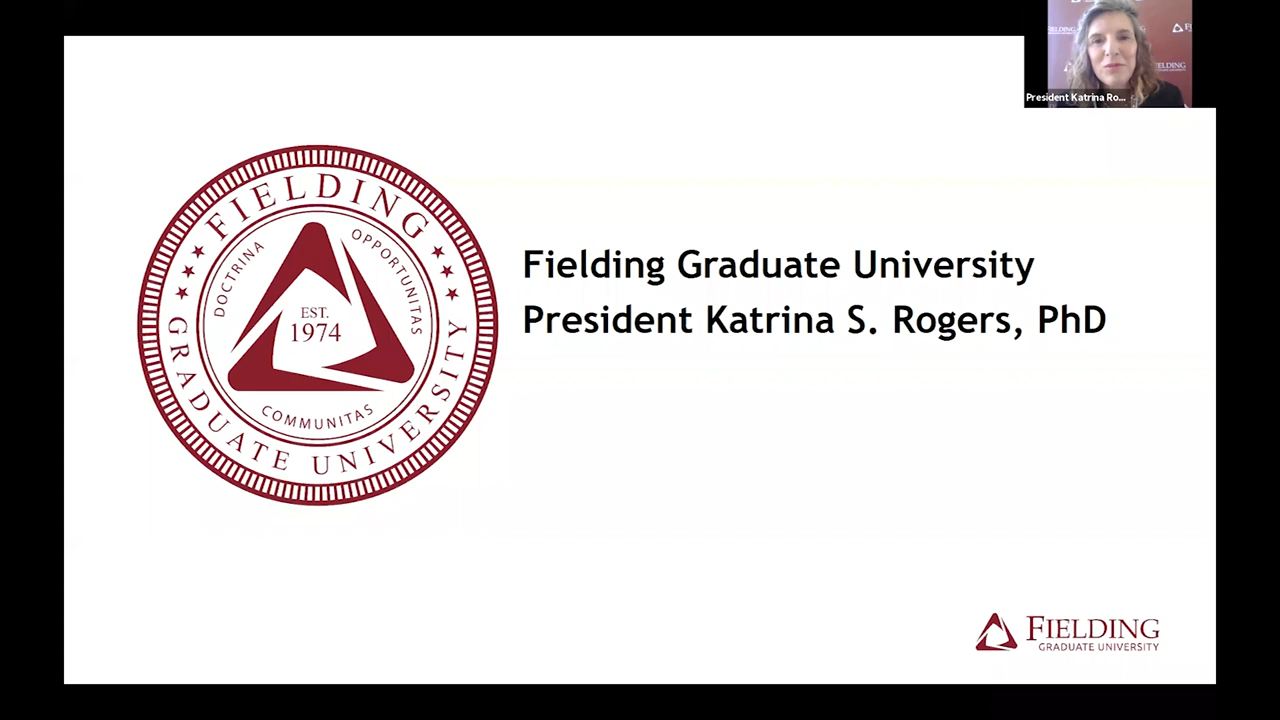 President Katrina Ro...
FIELDING
GRADUATE UNIVERSITY
DOCTRINA
OPPORTUNITAS
COMMUNITAS
EST.
1974
Fielding Graduate University
President Katrina S. Rogers, PhD
FIELDING
GRADUATE UNIVERSITY